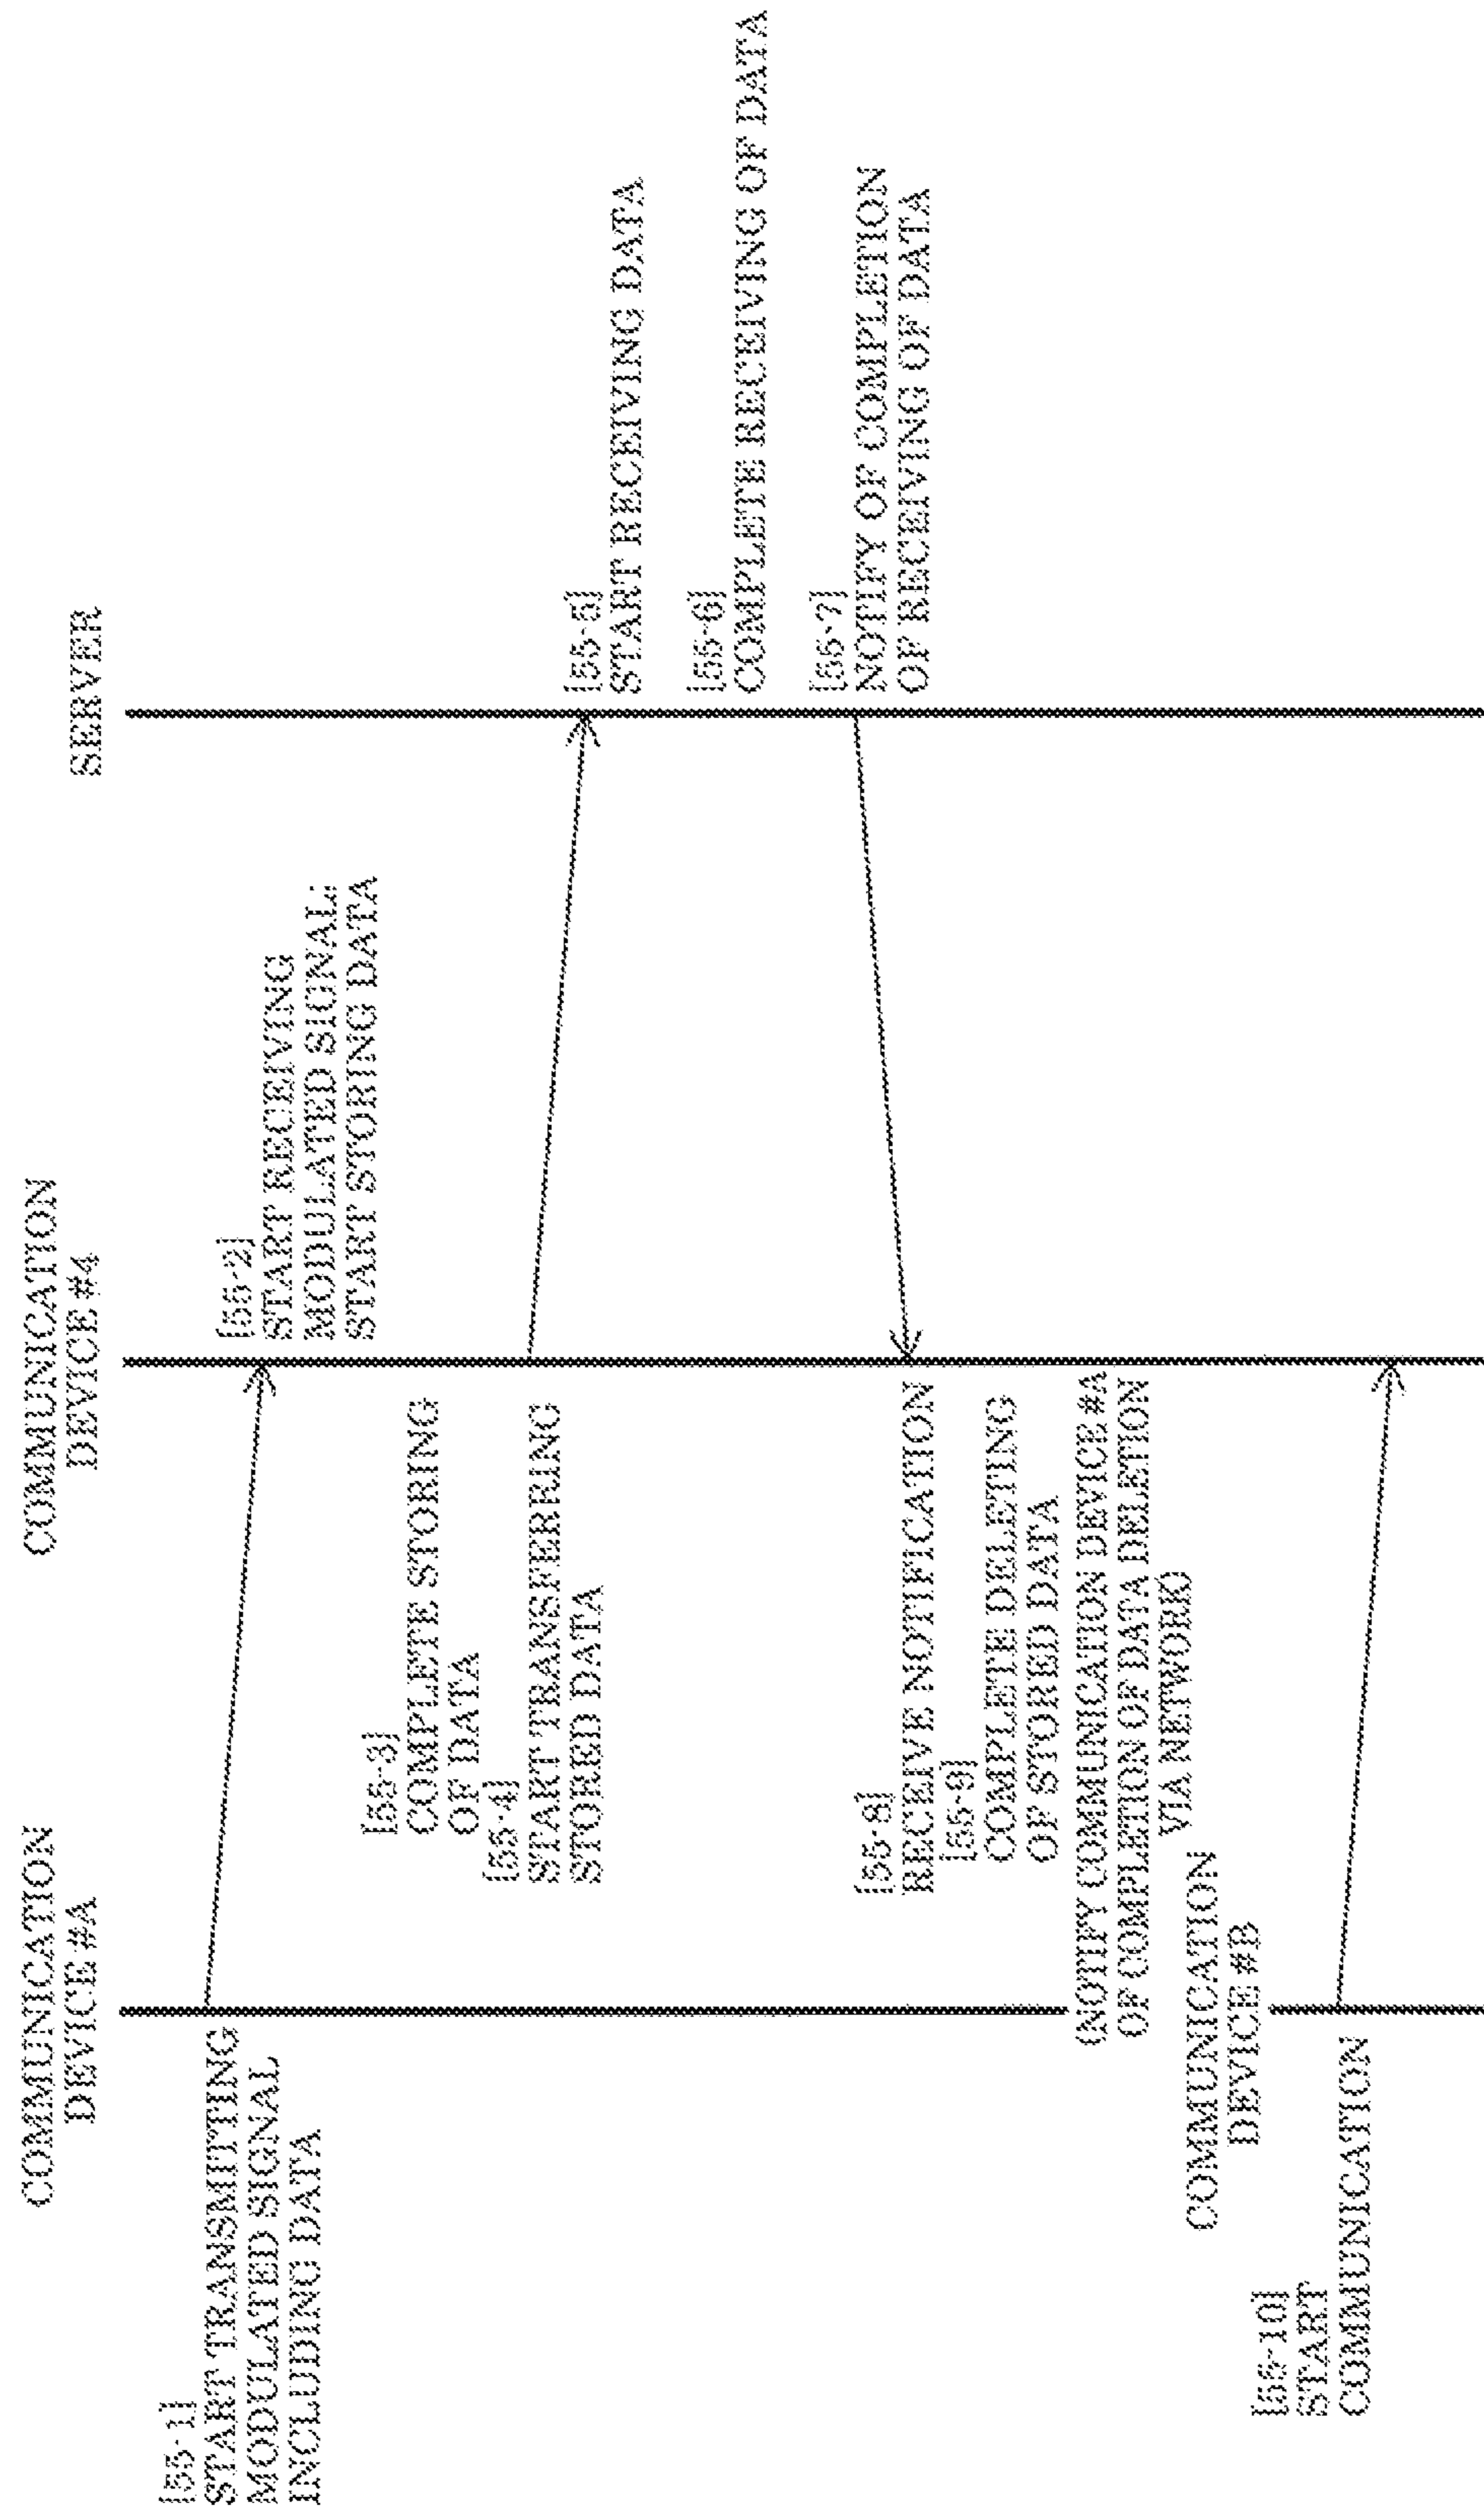 COMMUNICATION
DEVICE #A
COMMUNICATION
DEVICE #4
SERVER
[55-1]
START TRANSMITTING
MODULATED SIGNAL
INCLUDING DATA
[55-2]
START RECEIVING
MODULATED SIGNAL;
START STORING DATA
[55-3]
COMPLETE STORING
OF DATA
[55-4]
START TRANSFERRING
STORED DATA
[55-5]
START RECEIVING DATA
[55-6]
COMPLETE RECEIVING OF DATA
[55-7]
NOTIFY OF COMPLETION
OF RECEIVING OF DATA
[55-8]
RECEIVE NOTIFICATION
[55-9]
COMPLETE DELETING
OF STORED DATA
(NOTIFY COMMUNICATION DEVICE #A
OF COMPLETION OF DATA DELETION
VIA NETWORK)
COMMUNICATION
DEVICE #B
[55-10]
START
COMMUNICATION